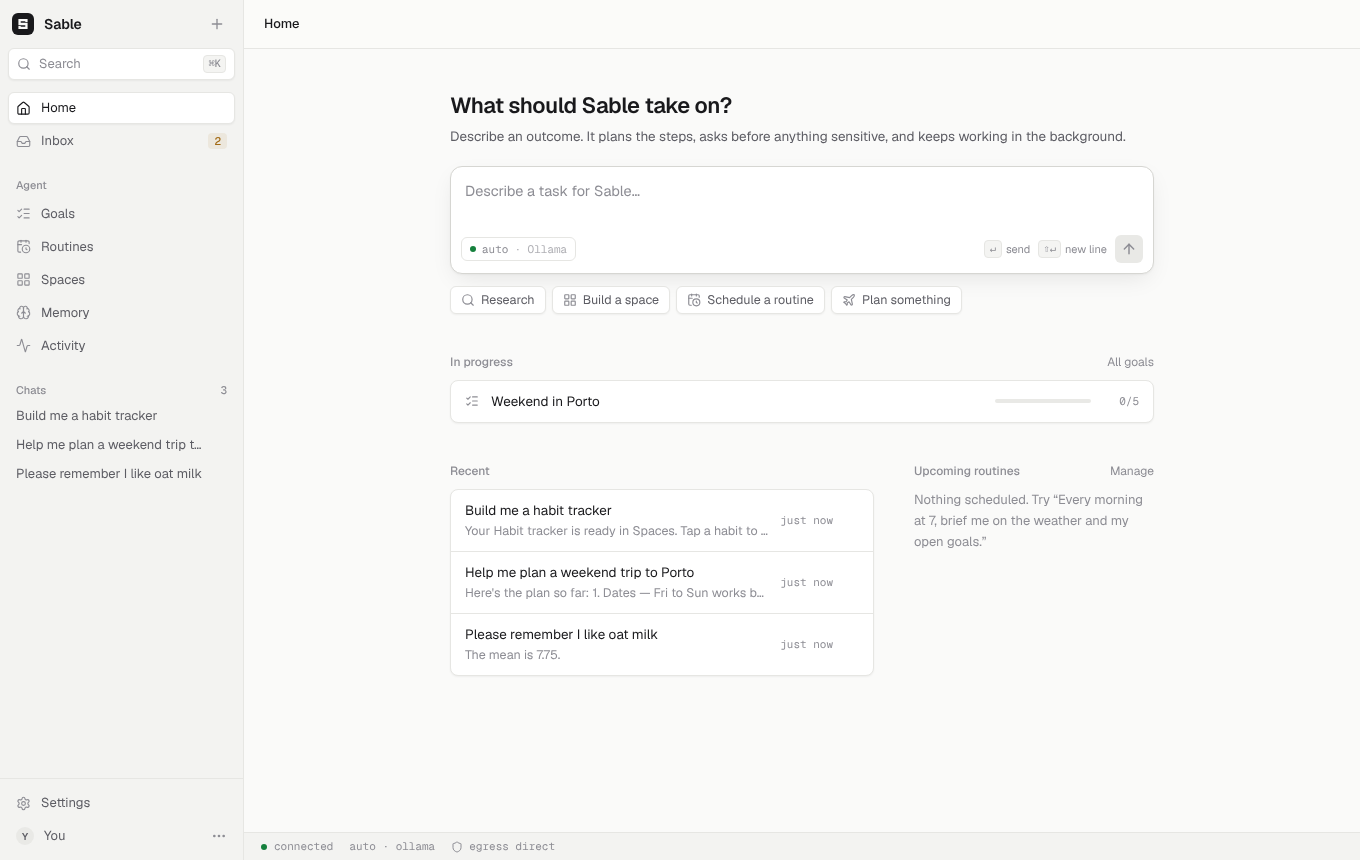 Sable
Search ⌘K
Home
Inbox 2
Agent
Goals
Routines
Spaces
Memory
Activity
Chats 3
Build me a habit tracker
Help me plan a weekend trip t…
Please remember I like oat milk
Settings
Y You
Home
What should Sable take on?
Describe an outcome. It plans the steps, asks before anything sensitive, and keeps working in the background.
Describe a task for Sable…
auto · Ollama
↵ send ⇧↵ new line
Research
Build a space
Schedule a routine
Plan something
In progress All goals
Weekend in Porto 0/5
Recent
Build me a habit tracker
Your Habit tracker is ready in Spaces. Tap a habit to …
just now
Help me plan a weekend trip to Porto
Here's the plan so far: 1. Dates — Fri to Sun works b…
just now
Please remember I like oat milk
The mean is 7.75.
just now
Upcoming routines Manage
Nothing scheduled. Try “Every morning
at 7, brief me on the weather and my
open goals.”
connected auto · ollama egress direct